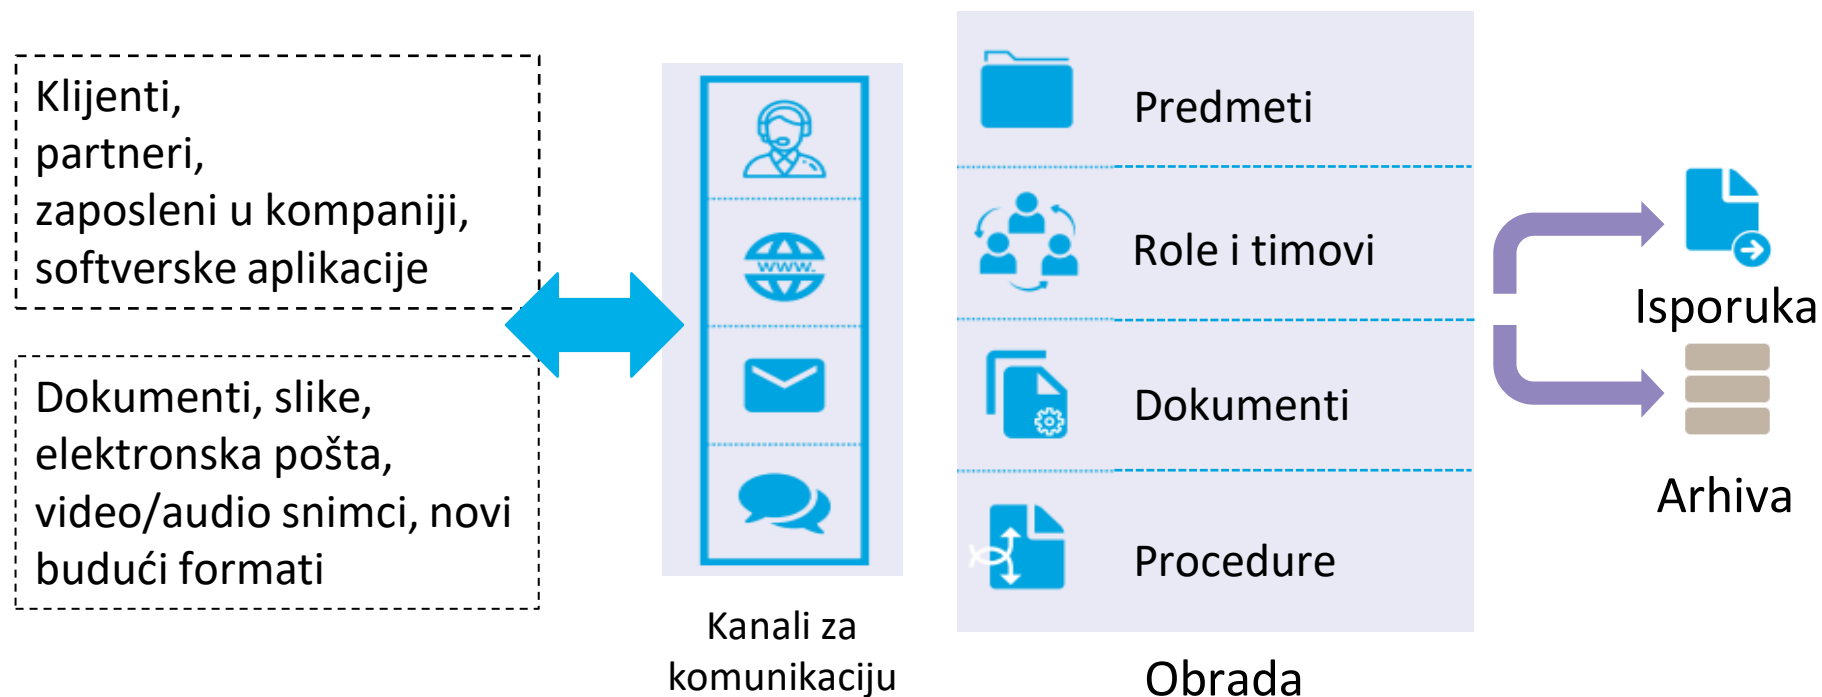 Klijenti,
partneri,
zaposleni u kompaniji,
softverske aplikacije
Dokumenti, slike,
elektronska pošta,
video/audio snimci, novi
budući formati
www.
Kanali za
komunikaciju
Predmeti
Role i timovi
Dokumenti
Procedure
Obrada
Isporuka
Arhiva